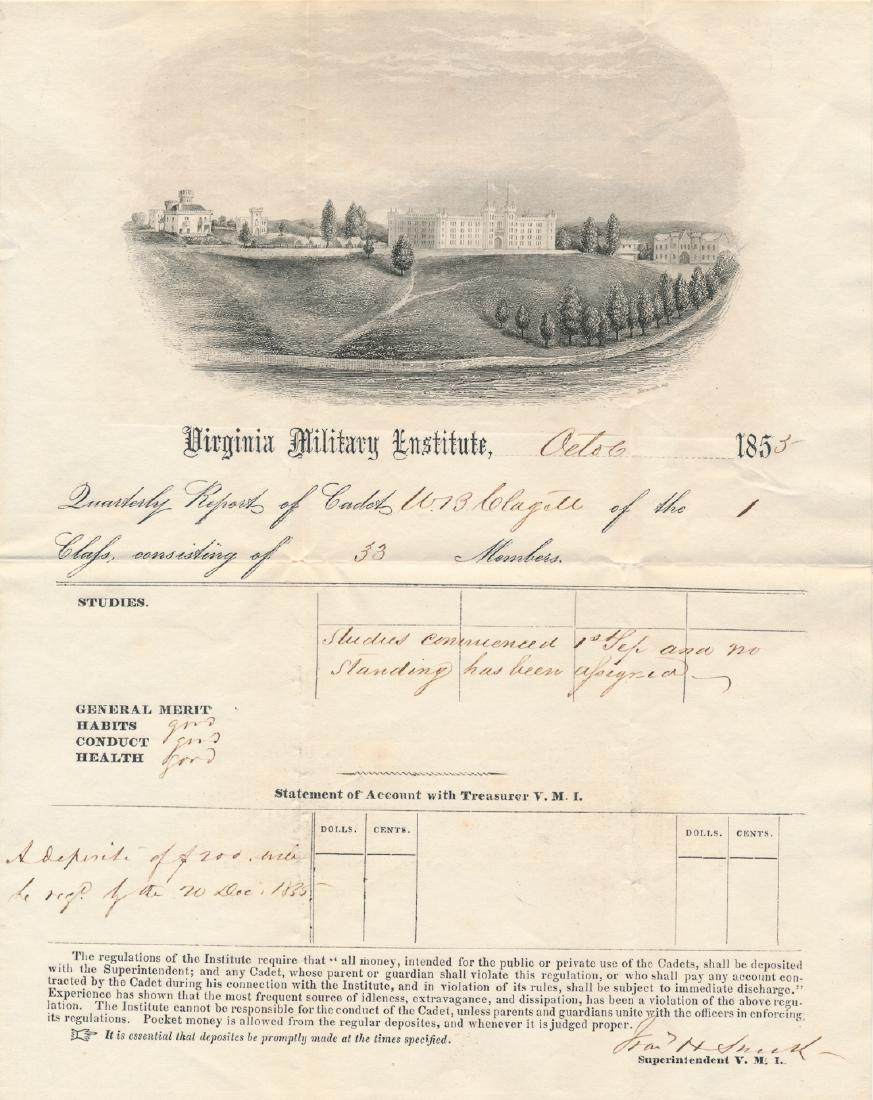 Virginia Military Institute, Octob 1855
Quarterly Report of Cadet W. B. Clagett of the 1
Class, consisting of 33 Members.
STUDIES.
Studies commenced 1st Sep and no
standing has been assigned
GENERAL MERIT
HABITS good
CONDUCT good
HEALTH good
Statement of Account with Treasurer V. M. I.
DOLLS. CENTS. DOLLS. CENTS.
A deposite of $200. will
be reqd. by the 20 Dec. 1855
The regulations of the Institute require that "all money, intended for the public or private use of the Cadets, shall be deposited
with the Superintendent; and any Cadet, whose parent or guardian shall violate this regulation, or who shall pay any account con-
tracted by the Cadet during his connection with the Institute, and in violation of its rules, shall be subject to immediate discharge."
Experience has shown that the most frequent source of idleness, extravagance, and dissipation, has been a violation of the above regu-
lation. The Institute cannot be responsible for the conduct of the Cadet, unless parents and guardians unite with the officers in enforcing
its regulations. Pocket money is allowed from the regular deposites, and whenever it is judged proper.
☞ It is essential that deposites be promptly made at the times specified.
Fras H. Smith
Superintendent V. M. I.